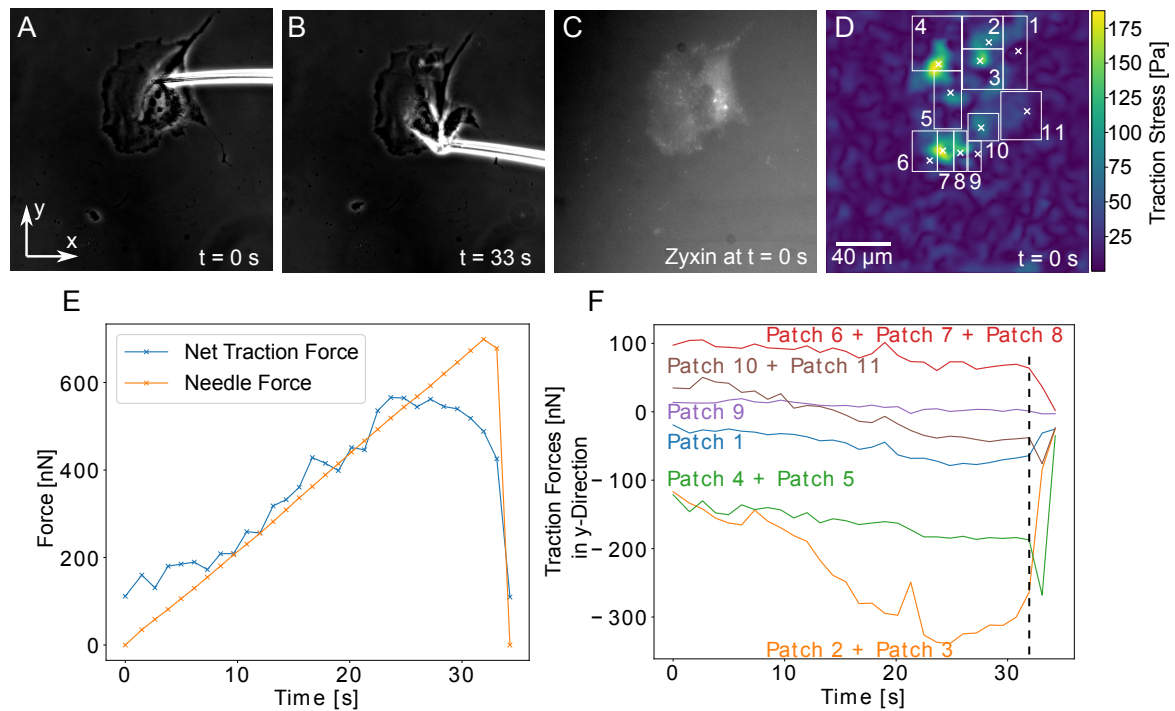 A
y
x
t = 0 s
B
t = 33 s
C
Zyxin at t = 0 s
D
4
2
1
3
5
11
10
6
7
8
9
40 µm
t = 0 s
175
150
125
100
75
50
25
Traction Stress [Pa]
E
Net Traction Force
Needle Force
600
400
200
0
Force [nN]
0
10
20
30
Time [s]
F
Patch 6 + Patch 7 + Patch 8
Patch 10 + Patch 11
Patch 9
Patch 1
Patch 4 + Patch 5
Patch 2 + Patch 3
100
0
−100
−200
−300
Traction Forces [nN]
in y-Direction
0
10
20
30
Time [s]